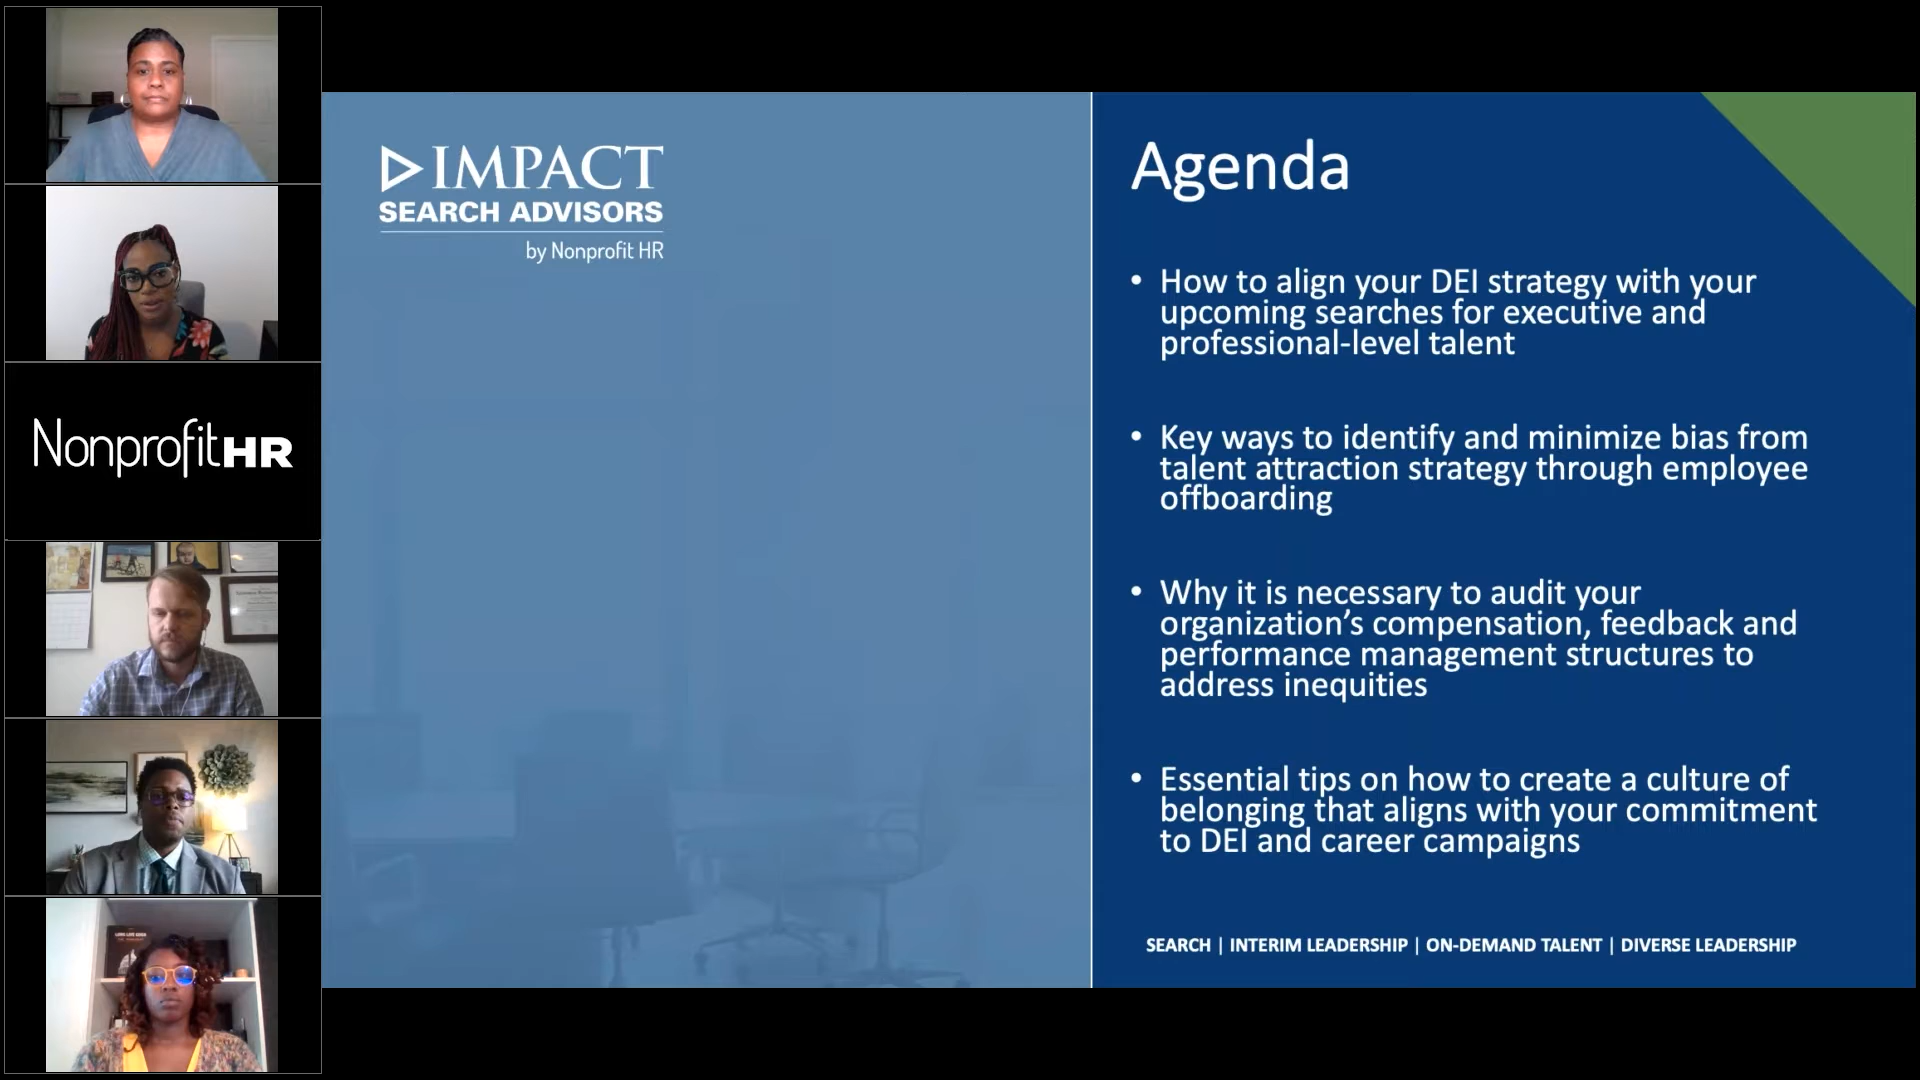 IMPACT
SEARCH ADVISORS
by Nonprofit HR
NonprofitHR
Agenda
• How to align your DEI strategy with your
upcoming searches for executive and
professional-level talent
• Key ways to identify and minimize bias from
talent attraction strategy through employee
offboarding
• Why it is necessary to audit your
organization’s compensation, feedback and
performance management structures to
address inequities
• Essential tips on how to create a culture of
belonging that aligns with your commitment
to DEI and career campaigns
SEARCH | INTERIM LEADERSHIP | ON-DEMAND TALENT | DIVERSE LEADERSHIP